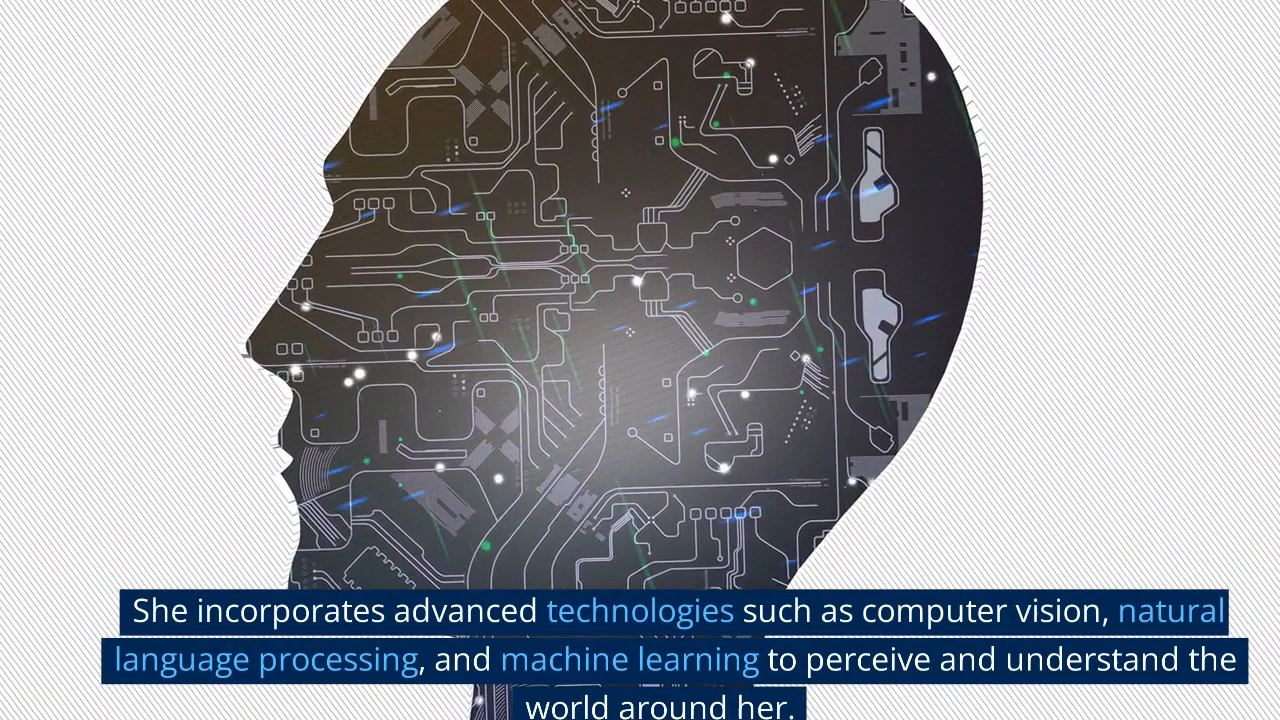 She incorporates advanced technologies such as computer vision, natural
language processing, and machine learning to perceive and understand the
world around her.